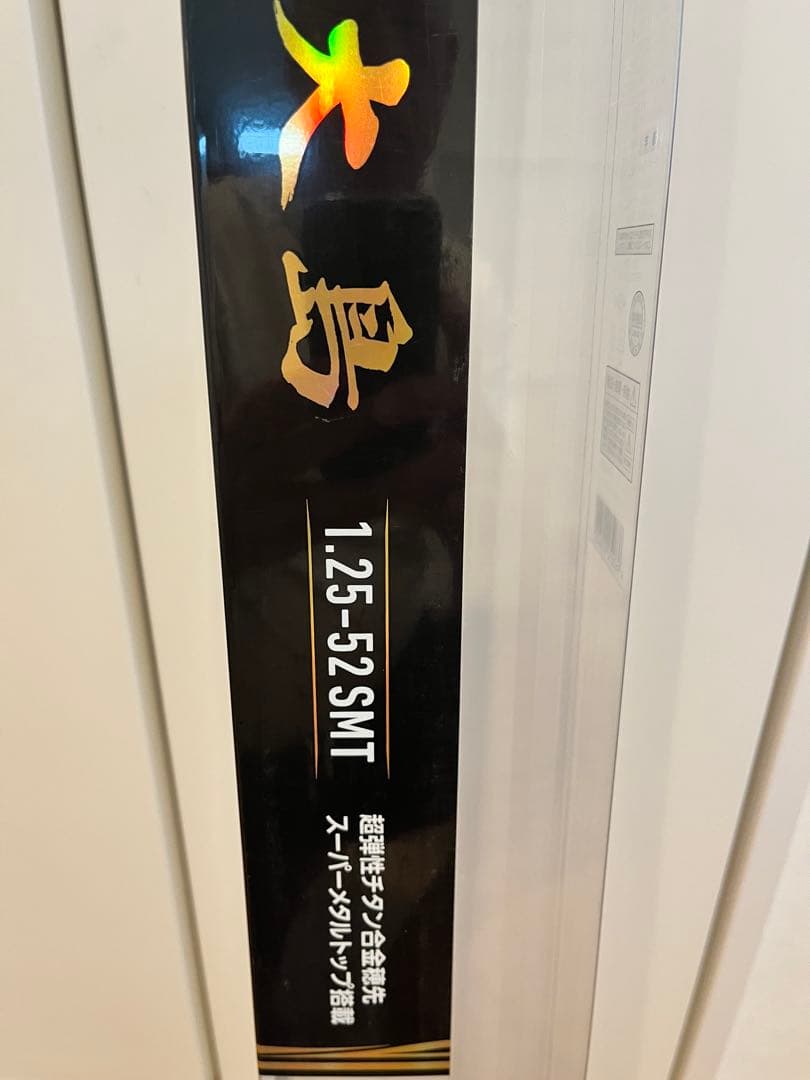 大島
1.25-52 SMT
超弾性チタン合金穂先
スーパーメタルトップ搭載